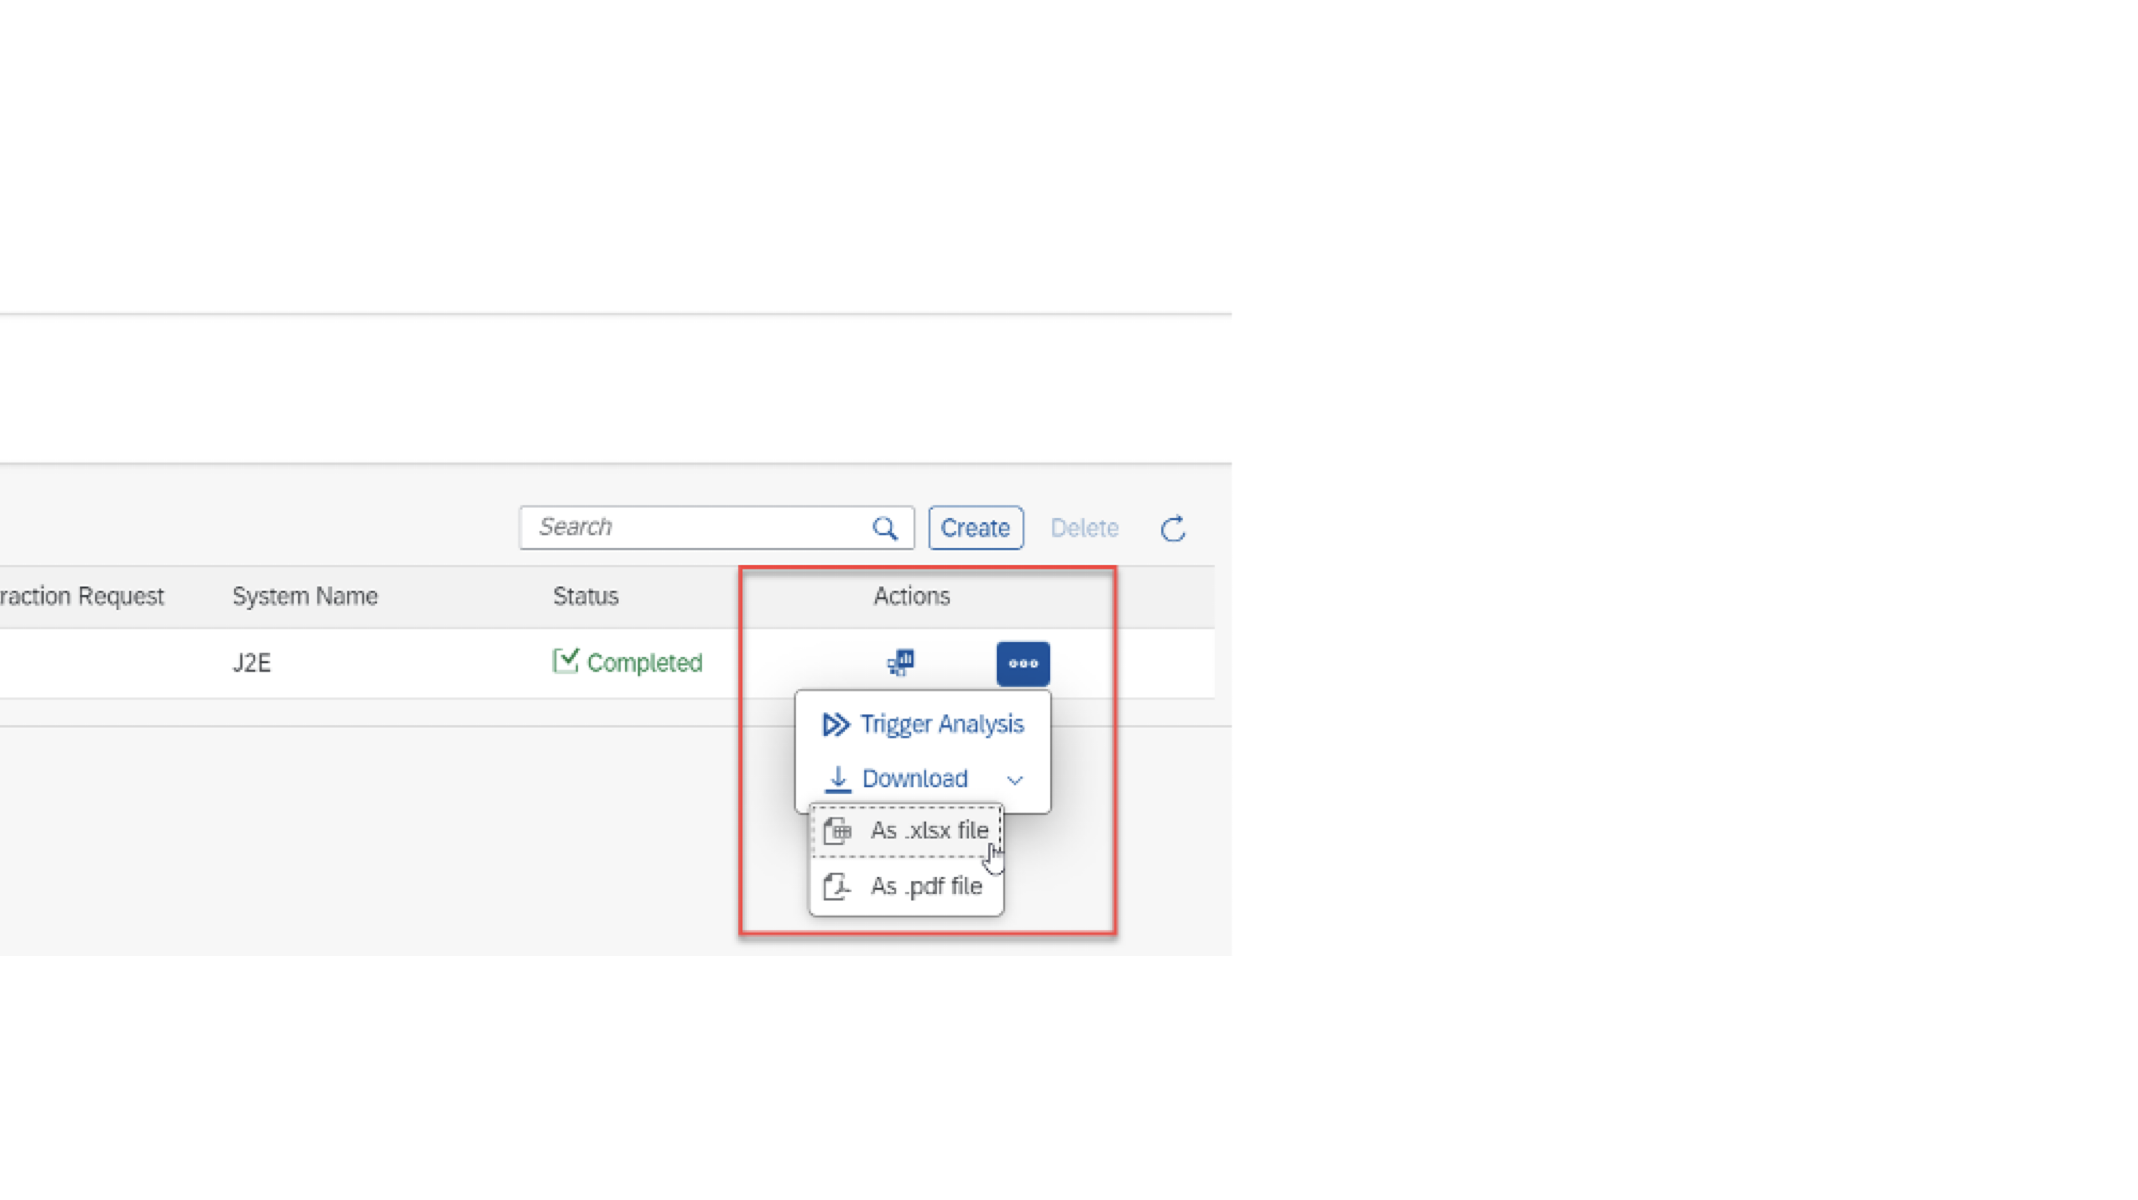 Search Create Delete
raction Request System Name Status Actions
J2E Completed
Trigger Analysis
Download
As .xlsx file
As .pdf file